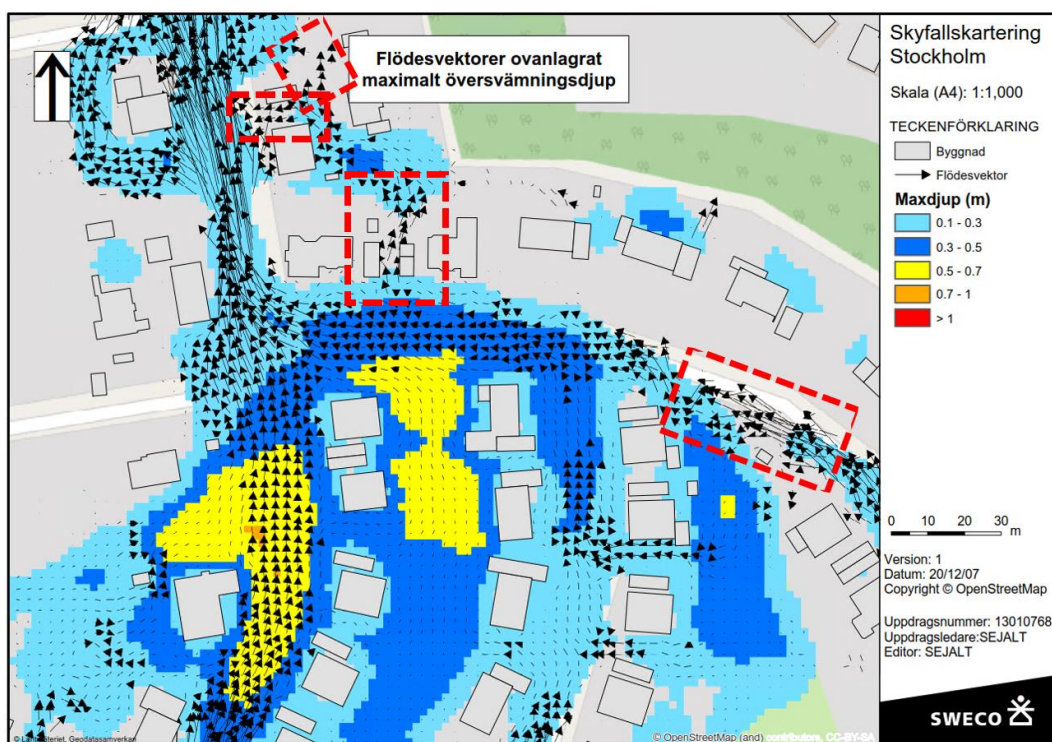 Flödesvektorer ovanlagrat
maximalt översvämningsdjup
Skyfallskartering
Stockholm
Skala (A4): 1:1,000
TECKENFÖRKLARING
Byggnad
Flödesvektor
Maxdjup (m)
0.1 - 0.3
0.3 - 0.5
0.5 - 0.7
0.7 - 1
> 1
0 10 20 30 m
Version: 1
Datum: 20/12/07
Copyright © OpenStreetMap
Uppdragsnummer: 13010768
Uppdragsledare:SEJALT
Editor: SEJALT
SWECO
Geodatasamverkan
© OpenStreetMap (and) contributors, CC-BY-SA